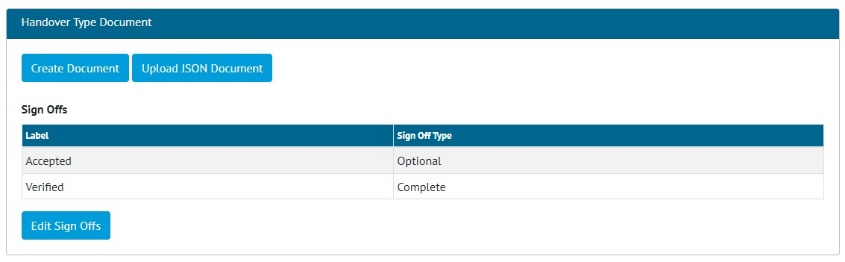 Handover Type Document
Create Document Upload JSON Document
Sign Offs
Label Sign Off Type
Accepted Optional
Verified Complete
Edit Sign Offs